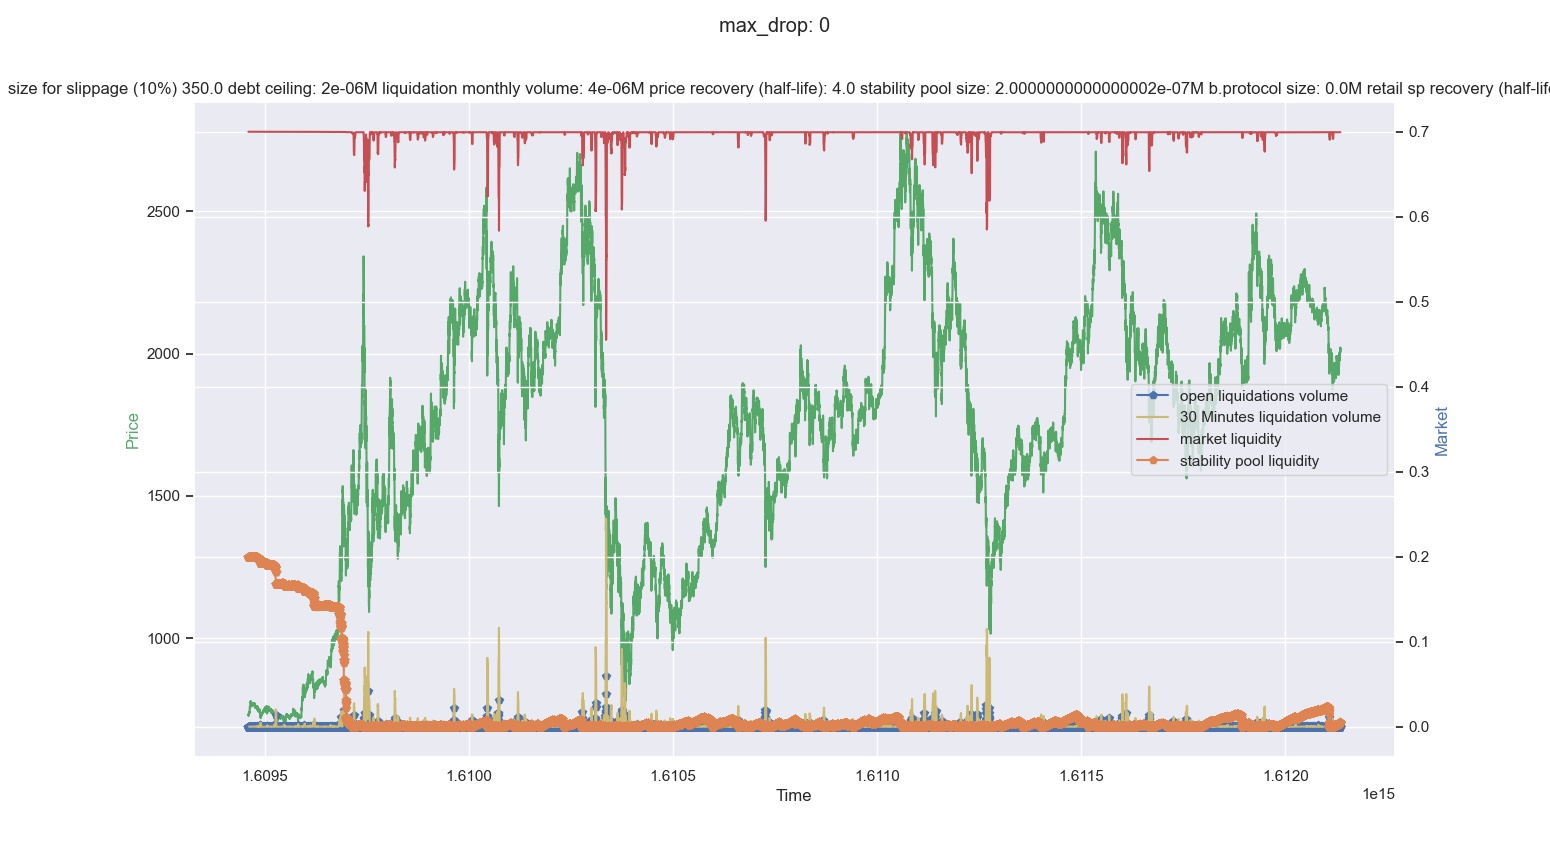 max_drop: 0
size for slippage (10%) 350.0 debt ceiling: 2e-06M liquidation monthly volume: 4e-06M price recovery (half-life): 4.0 stability pool size: 2.0000000000000002e-07M b.protocol size: 0.0M retail sp recovery (half-life
0.7
2500
0.6
0.5
2000
0.4
open liquidations volume
30 Minutes liquidation volume
market liquidity
stability pool liquidity
Price
Market
0.3
1500
0.2
1000
0.1
0.0
1.6095
1.6100
1.6105
1.6110
1.6115
1.6120
Time
1e15